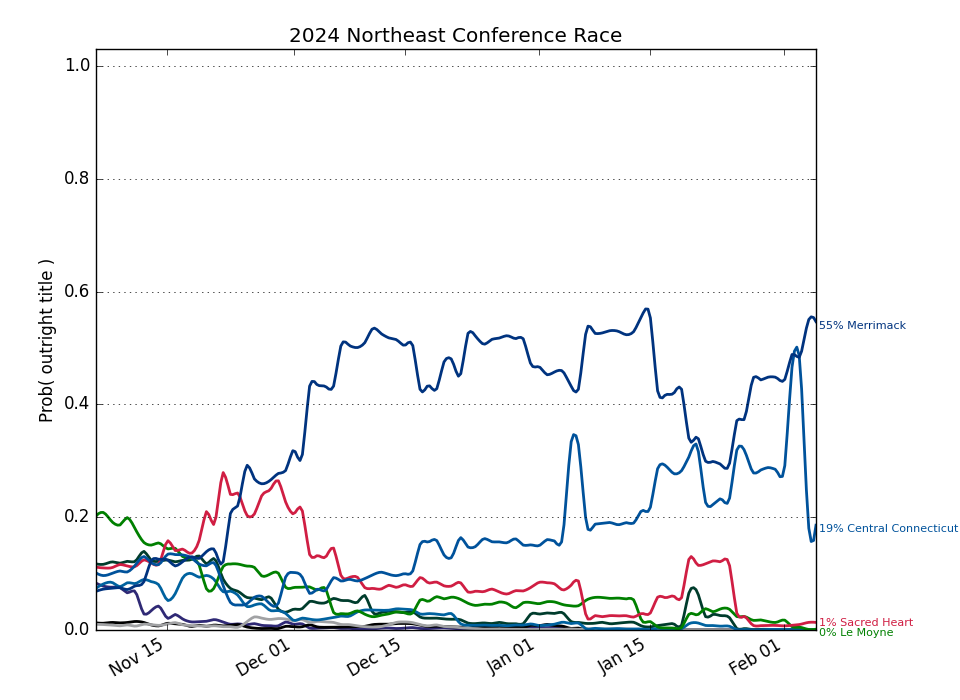 2024 Northeast Conference Race
1.0
0.8
0.6
0.4
0.2
0.0
Prob( outright title )
55% Merrimack
19% Central Connecticut
1% Sacred Heart
0% Le Moyne
Nov 15
Dec 01
Dec 15
Jan 01
Jan 15
Feb 01